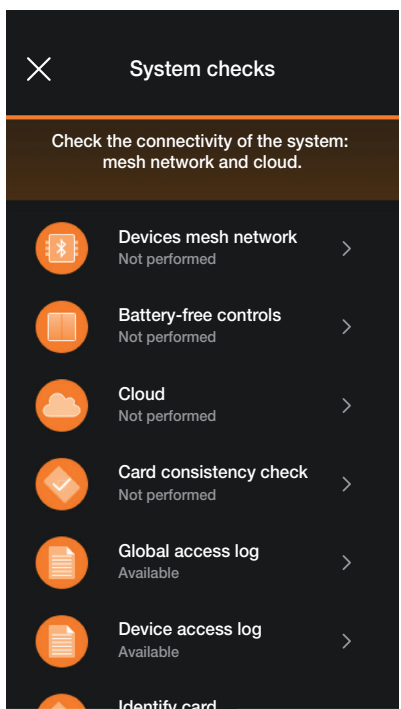 System checks
Check the connectivity of the system:
mesh network and cloud.
Devices mesh network
Not performed
Battery-free controls
Not performed
Cloud
Not performed
Card consistency check
Not performed
Global access log
Available
Device access log
Available
Identify card